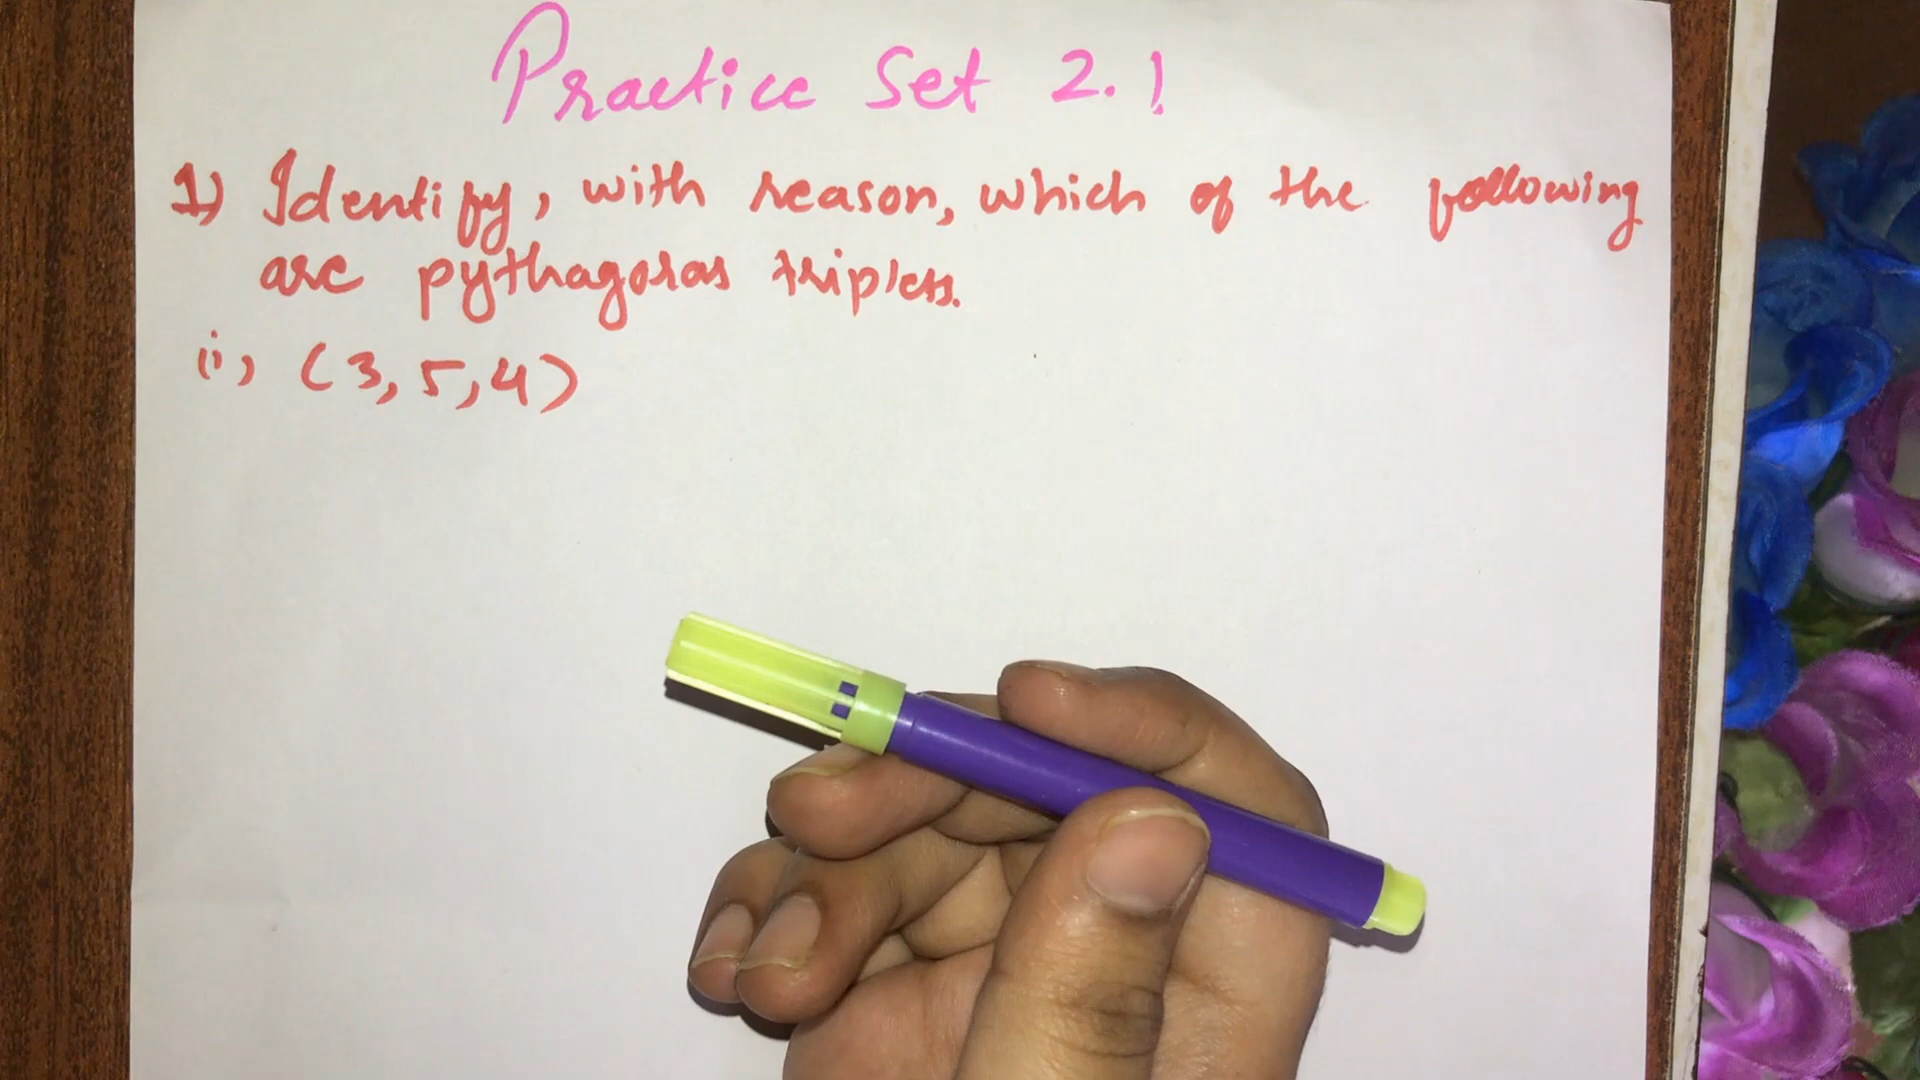 Practice Set 2.1
1) Identify, with reason, which of the following
are pythagoras triplets.
(i) (3,5,4)